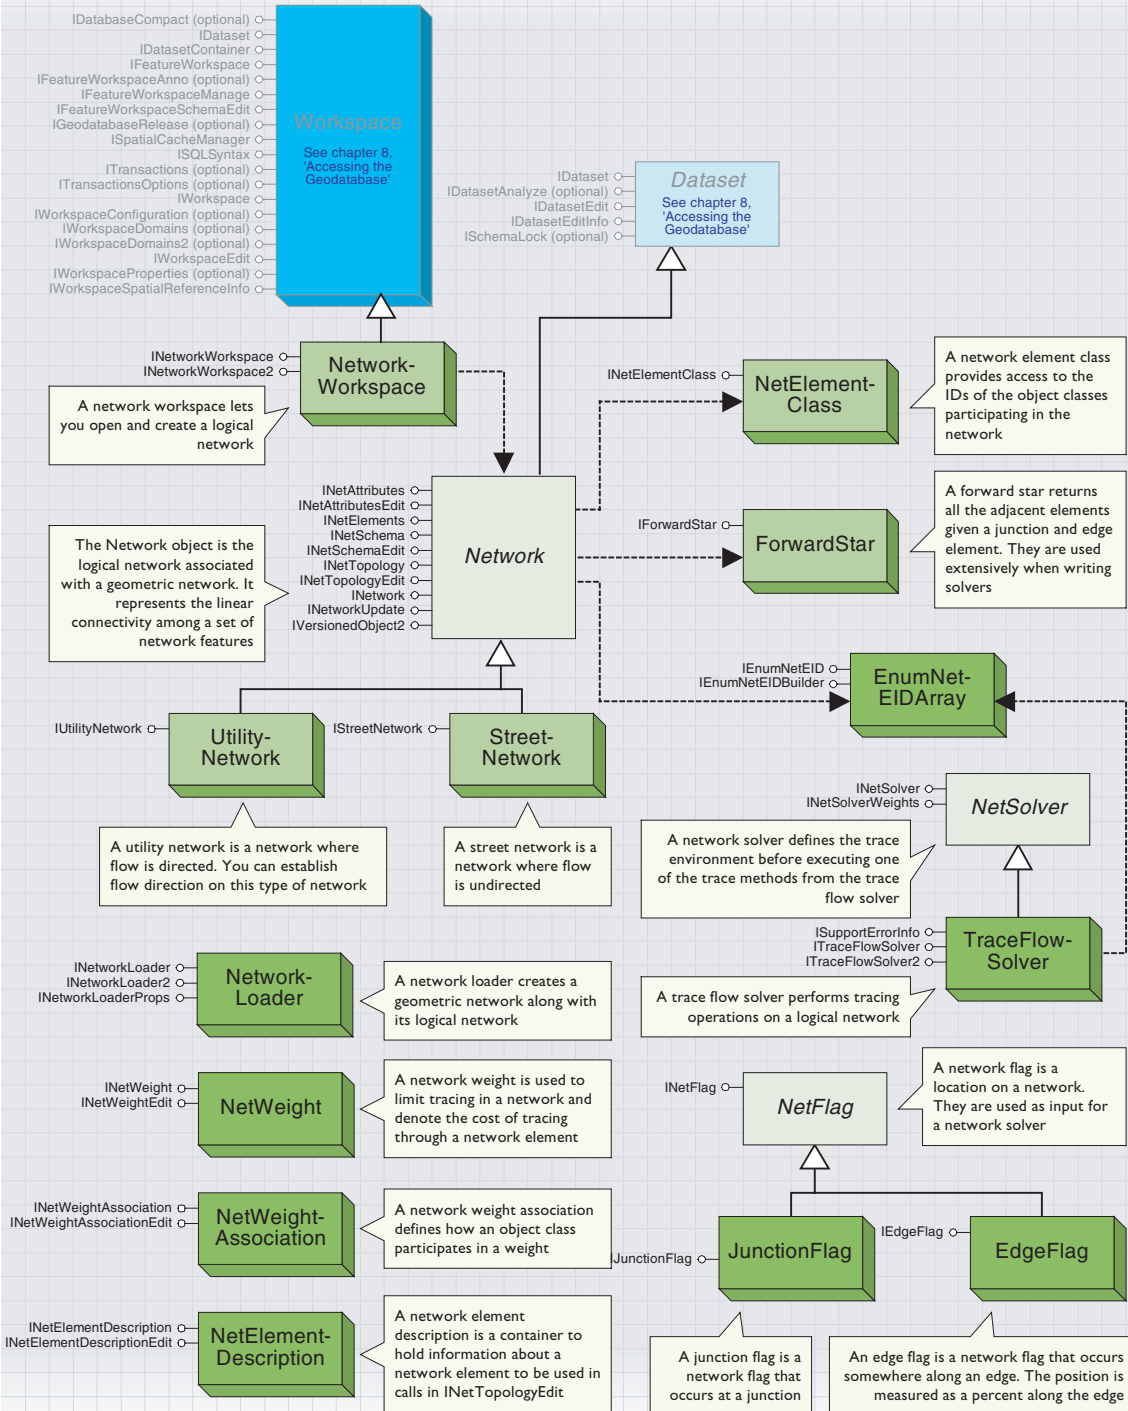 IDatabaseCompact (optional)
IDataset
IDatasetContainer
IFeatureWorkspace
IFeatureWorkspaceAnno (optional)
IFeatureWorkspaceManage
IFeatureWorkspaceSchemaEdit
IGeodatabaseRelease (optional)
ISpatialCacheManager
ISQLSyntax
ITransactions (optional)
ITransactionsOptions (optional)
IWorkspace
IWorkspaceConfiguration (optional)
IWorkspaceDomains (optional)
IWorkspaceDomains2 (optional)
IWorkspaceEdit
IWorkspaceProperties (optional)
IWorkspaceSpatialReferenceInfo
Workspace
See chapter 8,
'Accessing the
Geodatabase'
IDataset
IDatasetAnalyze (optional)
IDatasetEdit
IDatasetEditInfo
ISchemaLock (optional)
Dataset
See chapter 8,
'Accessing the
Geodatabase'
INetworkWorkspace
INetworkWorkspace2
Network-
Workspace
A network workspace lets
you open and create a logical
network
INetElementClass
NetElement-
Class
A network element class
provides access to the
IDs of the object classes
participating in the
network
INetAttributes
INetAttributesEdit
INetElements
INetSchema
INetSchemaEdit
INetTopology
INetTopologyEdit
INetwork
INetworkUpdate
IVersionedObject2
Network
The Network object is the
logical network associated
with a geometric network. It
represents the linear
connectivity among a set of
network features
IForwardStar
ForwardStar
A forward star returns
all the adjacent elements
given a junction and edge
element. They are used
extensively when writing
solvers
IEnumNetEID
IEnumNetEIDBuilder
EnumNet-
EIDArray
IUtilityNetwork
Utility-
Network
IStreetNetwork
Street-
Network
A utility network is a network where
flow is directed. You can establish
flow direction on this type of network
A street network is a
network where flow
is undirected
INetSolver
INetSolverWeights
NetSolver
A network solver defines the trace
environment before executing one
of the trace methods from the trace
flow solver
ISupportErrorInfo
ITraceFlowSolver
ITraceFlowSolver2
TraceFlow-
Solver
A trace flow solver performs tracing
operations on a logical network
INetworkLoader
INetworkLoader2
INetworkLoaderProps
Network-
Loader
A network loader creates a
geometric network along with
its logical network
INetWeight
INetWeightEdit
NetWeight
A network weight is used to
limit tracing in a network and
denote the cost of tracing
through a network element
INetFlag
NetFlag
A network flag is a
location on a network.
They are used as input for
a network solver
INetWeightAssociation
INetWeightAssociationEdit
NetWeight-
Association
A network weight association
defines how an object class
participates in a weight
IJunctionFlag
JunctionFlag
IEdgeFlag
EdgeFlag
INetElementDescription
INetElementDescriptionEdit
NetElement-
Description
A network element
description is a container to
hold information about a
network element to be used in
calls in INetTopologyEdit
A junction flag is a
network flag that
occurs at a junction
An edge flag is a network flag that occurs
somewhere along an edge. The position is
measured as a percent along the edge